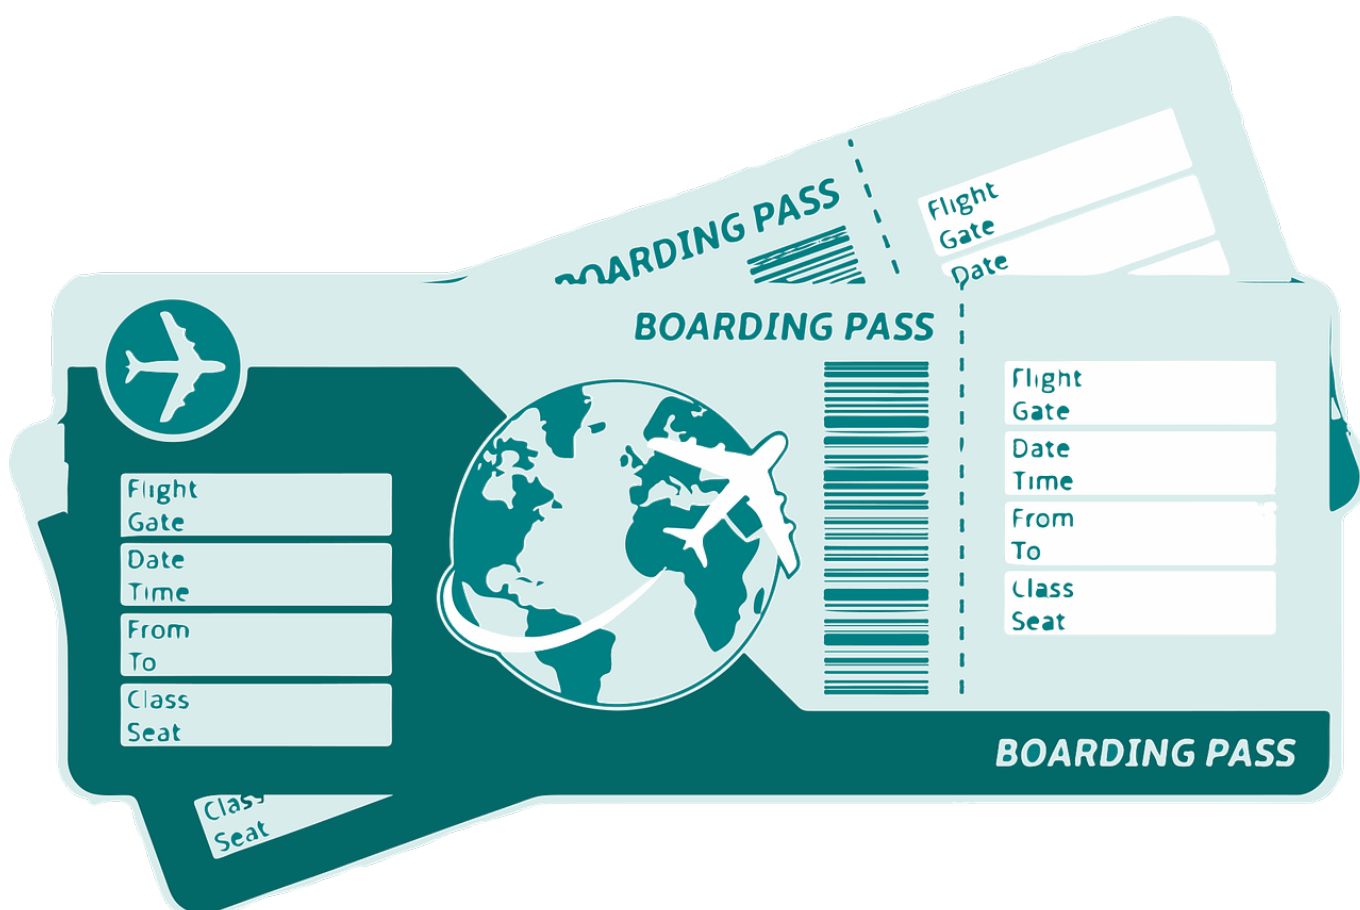 BOARDING PASS
Flight
Gate
Date
BOARDING PASS
Flight
Gate
Date
Time
From
To
Class
Seat
Flight
Gate
Date
Time
From
To
Class
Seat
BOARDING PASS
Class
Seat